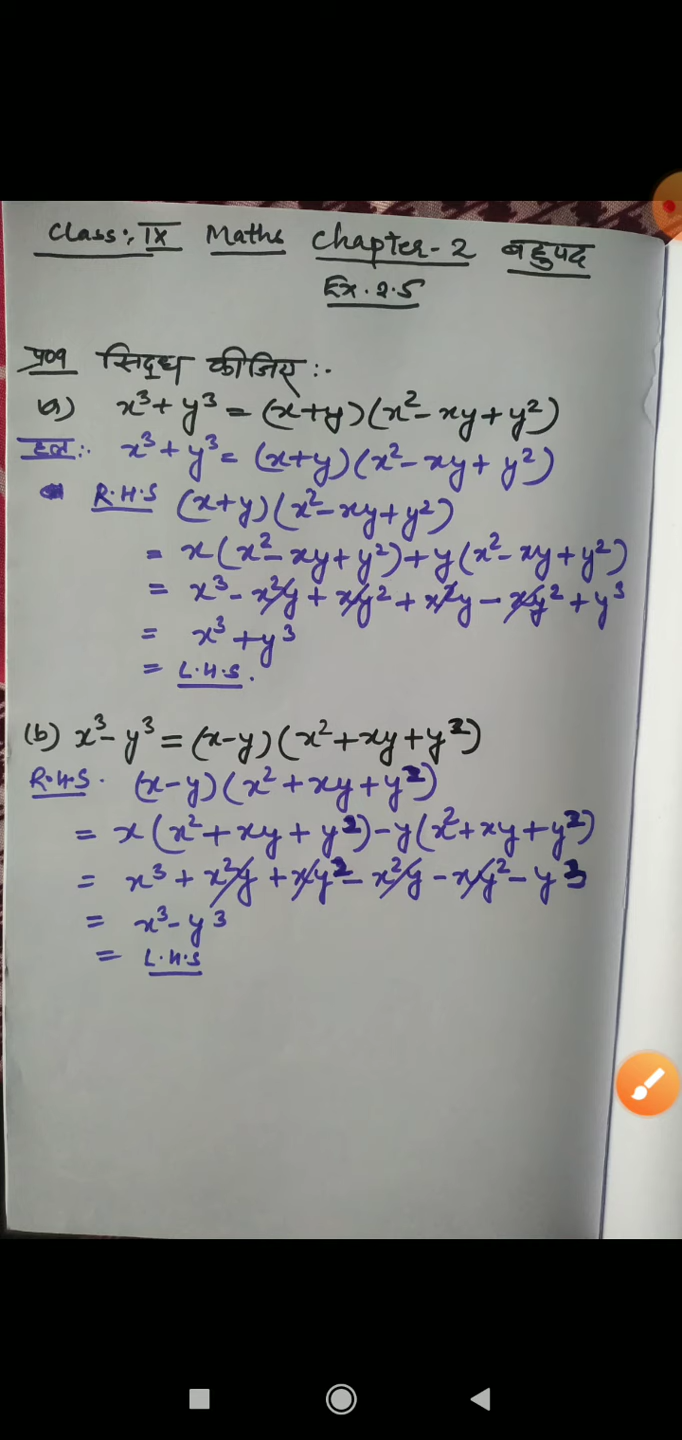 Class:, IX Maths Chapter-2 बहुपद
Ex. 2.5
प्र०१ सिद्ध कीजिए :-
a) x³ + y³ = (x+y)(x² - xy + y²)
हल :. x³ + y³ = (x+y)(x² - xy + y²)
R.H.S (x+y)(x² - xy + y²)
= x(x² - xy + y²) + y(x² - xy + y²)
= x³ - x²y + xy² + x²y - xy² + y³
= x³ + y³
= L.H.S.
(b) x³ - y³ = (x-y)(x² + xy + y²)
R.H.S. (x-y)(x² + xy + y²)
= x(x² + xy + y²) - y(x² + xy + y²)
= x³ + x²y + xy² - x²y - xy² - y³
= x³ - y³
= L.H.S